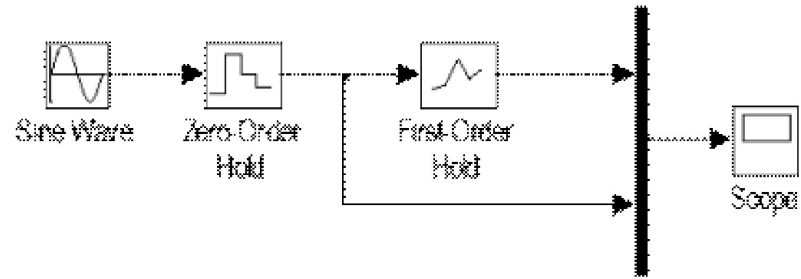 Sine Wave
Zero-Order
Hold
First-Order
Hold
Scope